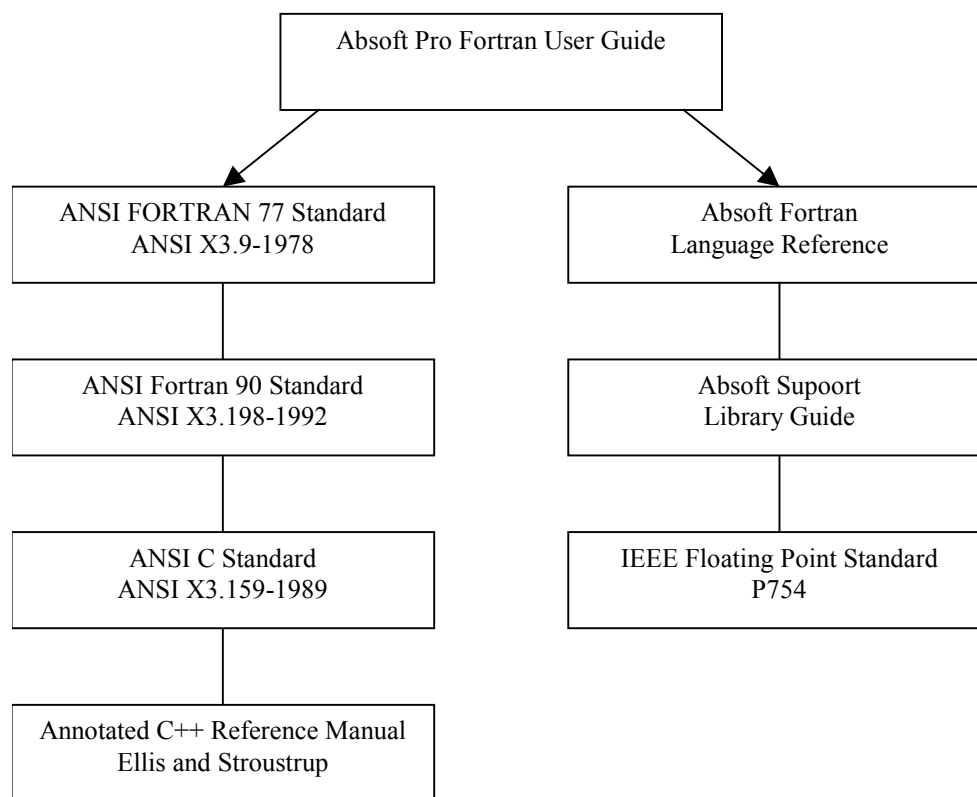 Absoft Pro Fortran User Guide
ANSI FORTRAN 77 Standard
ANSI X3.9-1978
Absoft Fortran
Language Reference
ANSI Fortran 90 Standard
ANSI X3.198-1992
Absoft Supoort
Library Guide
ANSI C Standard
ANSI X3.159-1989
IEEE Floating Point Standard
P754
Annotated C++ Reference Manual
Ellis and Stroustrup